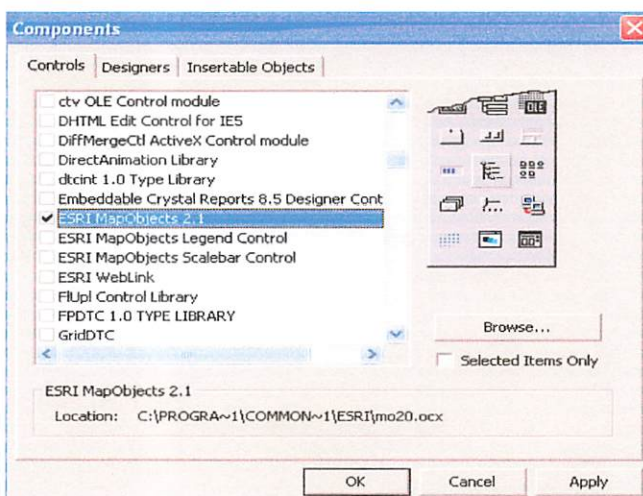 Components
Controls
Designers
Insertable Objects
ctv OLE Control module
DHTML Edit Control for IE5
DiffMergeCtl ActiveX Control module
DirectAnimation Library
dtcint 1.0 Type Library
Embeddable Crystal Reports 8.5 Designer Cont
ESRI MapObjects 2.1
ESRI MapObjects Legend Control
ESRI MapObjects Scalebar Control
ESRI WebLink
FlUpl Control Library
FPDTC 1.0 TYPE LIBRARY
GridDTC
OLE
Browse...
Selected Items Only
ESRI MapObjects 2.1
Location: C:\PROGRA~1\COMMON~1\ESRI\mo20.ocx
OK
Cancel
Apply